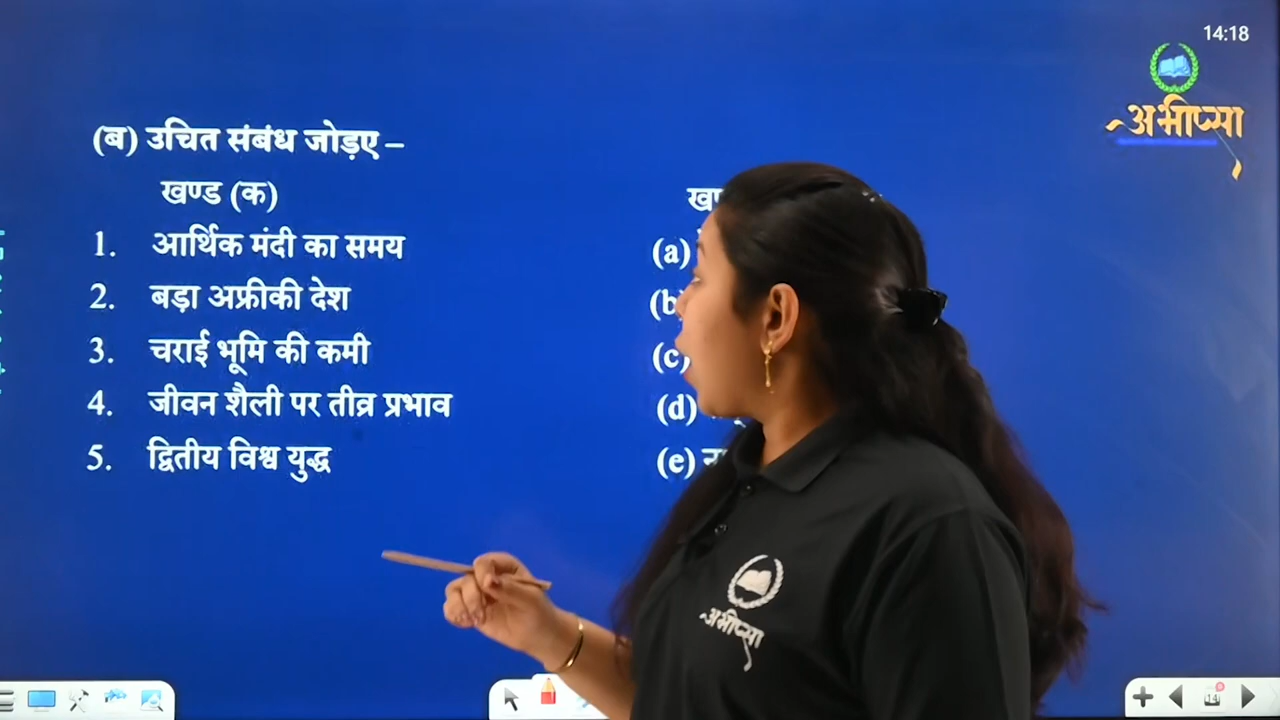 14:18
अभीप्सा
(ब) उचित संबंध जोड़ए –
खण्ड (क)
1. आर्थिक मंदी का समय (a)
2. बड़ा अफ्रीकी देश (b)
3. चराई भूमि की कमी (c)
4. जीवन शैली पर तीव्र प्रभाव (d)
5. द्वितीय विश्व युद्ध (e)
अभीप्सा
14